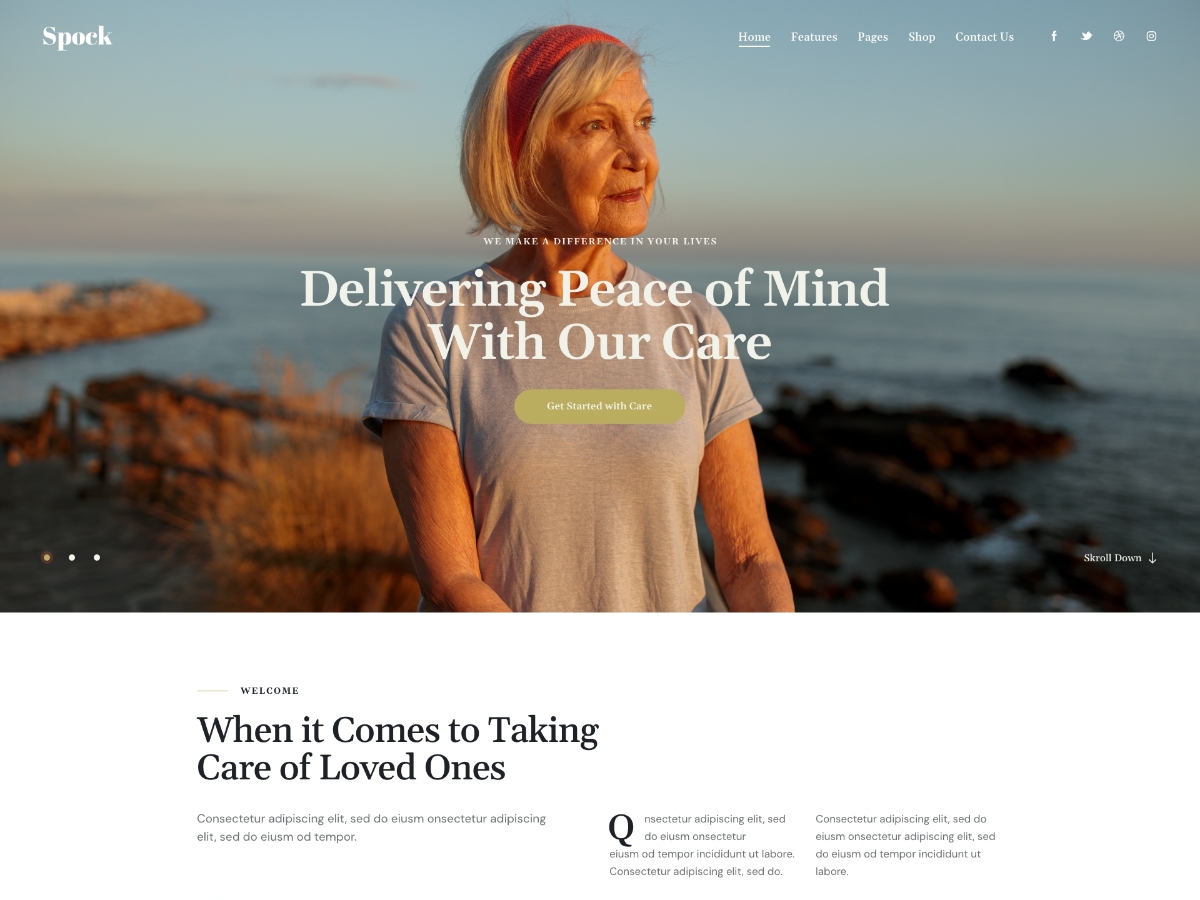 Spock
Home Features Pages Shop Contact Us
WE MAKE A DIFFERENCE IN YOUR LIVES
Delivering Peace of Mind
With Our Care
Get Started with Care
Skroll Down
WELCOME
When it Comes to Taking
Care of Loved Ones
Consectetur adipiscing elit, sed do eiusm onsectetur adipiscing
elit, sed do eiusm od tempor.
Q nsectetur adipiscing elit, sed
do eiusm onsectetur
eiusm od tempor incididunt ut labore.
Consectetur adipiscing elit, sed do.
Consectetur adipiscing elit, sed do
eiusm onsectetur adipiscing elit, sed
do eiusm od tempor incididunt ut
labore.